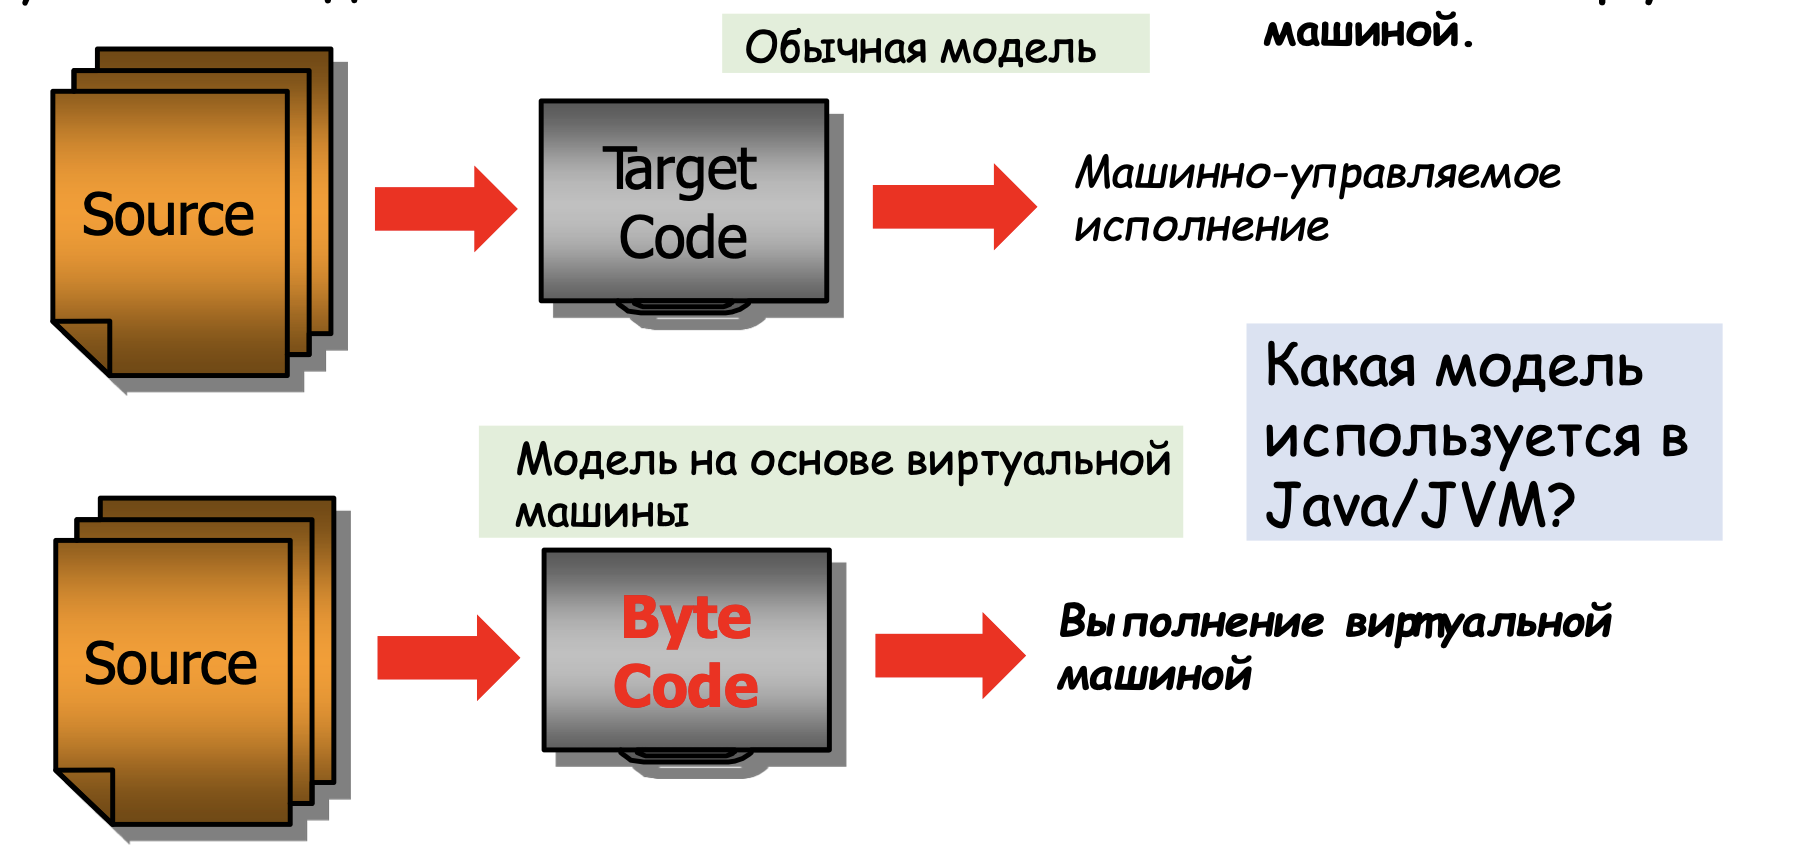 машиной.
Обычная модель
Source
Target
Code
Машинно-управляемое
исполнение
Какая модель
используется в
Java/JVM?
Модель на основе виртуальной
машины
Source
Byte
Code
Выполнение виртуальной
машиной